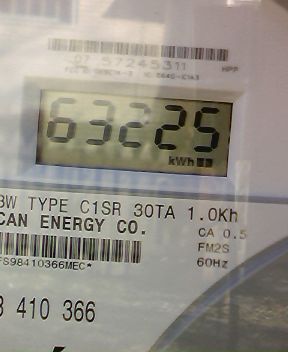 07 57245311 HPP
63225
kWh
3W TYPE C1SR 30TA 1.0Kh
CAN ENERGY CO.
CA 0.5
FM2S
FS98410366MEC*
60Hz
3 410 366